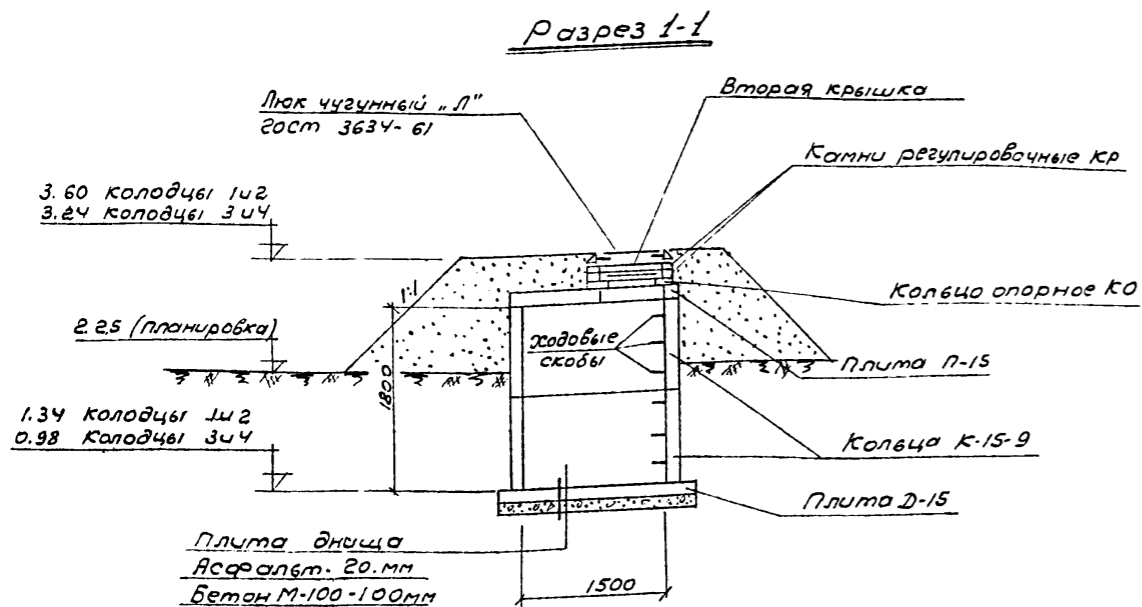 Разрез 1-1
Люк чугунный „Л"
ГОСТ 3634-61
Вторая крышка
Камни регулировочные КР
3.60 колодцы 1и2
3.24 колодцы 3и4
Кольцо опорное КО
1:1
2.25 (планировка)
ходовые
скобы
Плита П-15
1800
1.34 колодцы 1и2
0.98 колодцы 3и4
Кольца К-15-9
Плита Д-15
Плита днища
Асфальт. 20.мм
Бетон М-100-100мм
1500